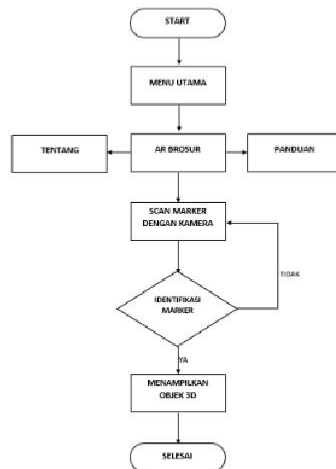 START
MENU UTAMA
TENTANG
AR BROSUR
PANDUAN
SCAN MARKER
DENGAN KAMERA
TIDAK
IDENTIFIKASI
MARKER
YA
MENAMPILKAN
OBJEK 3D
SELESAI